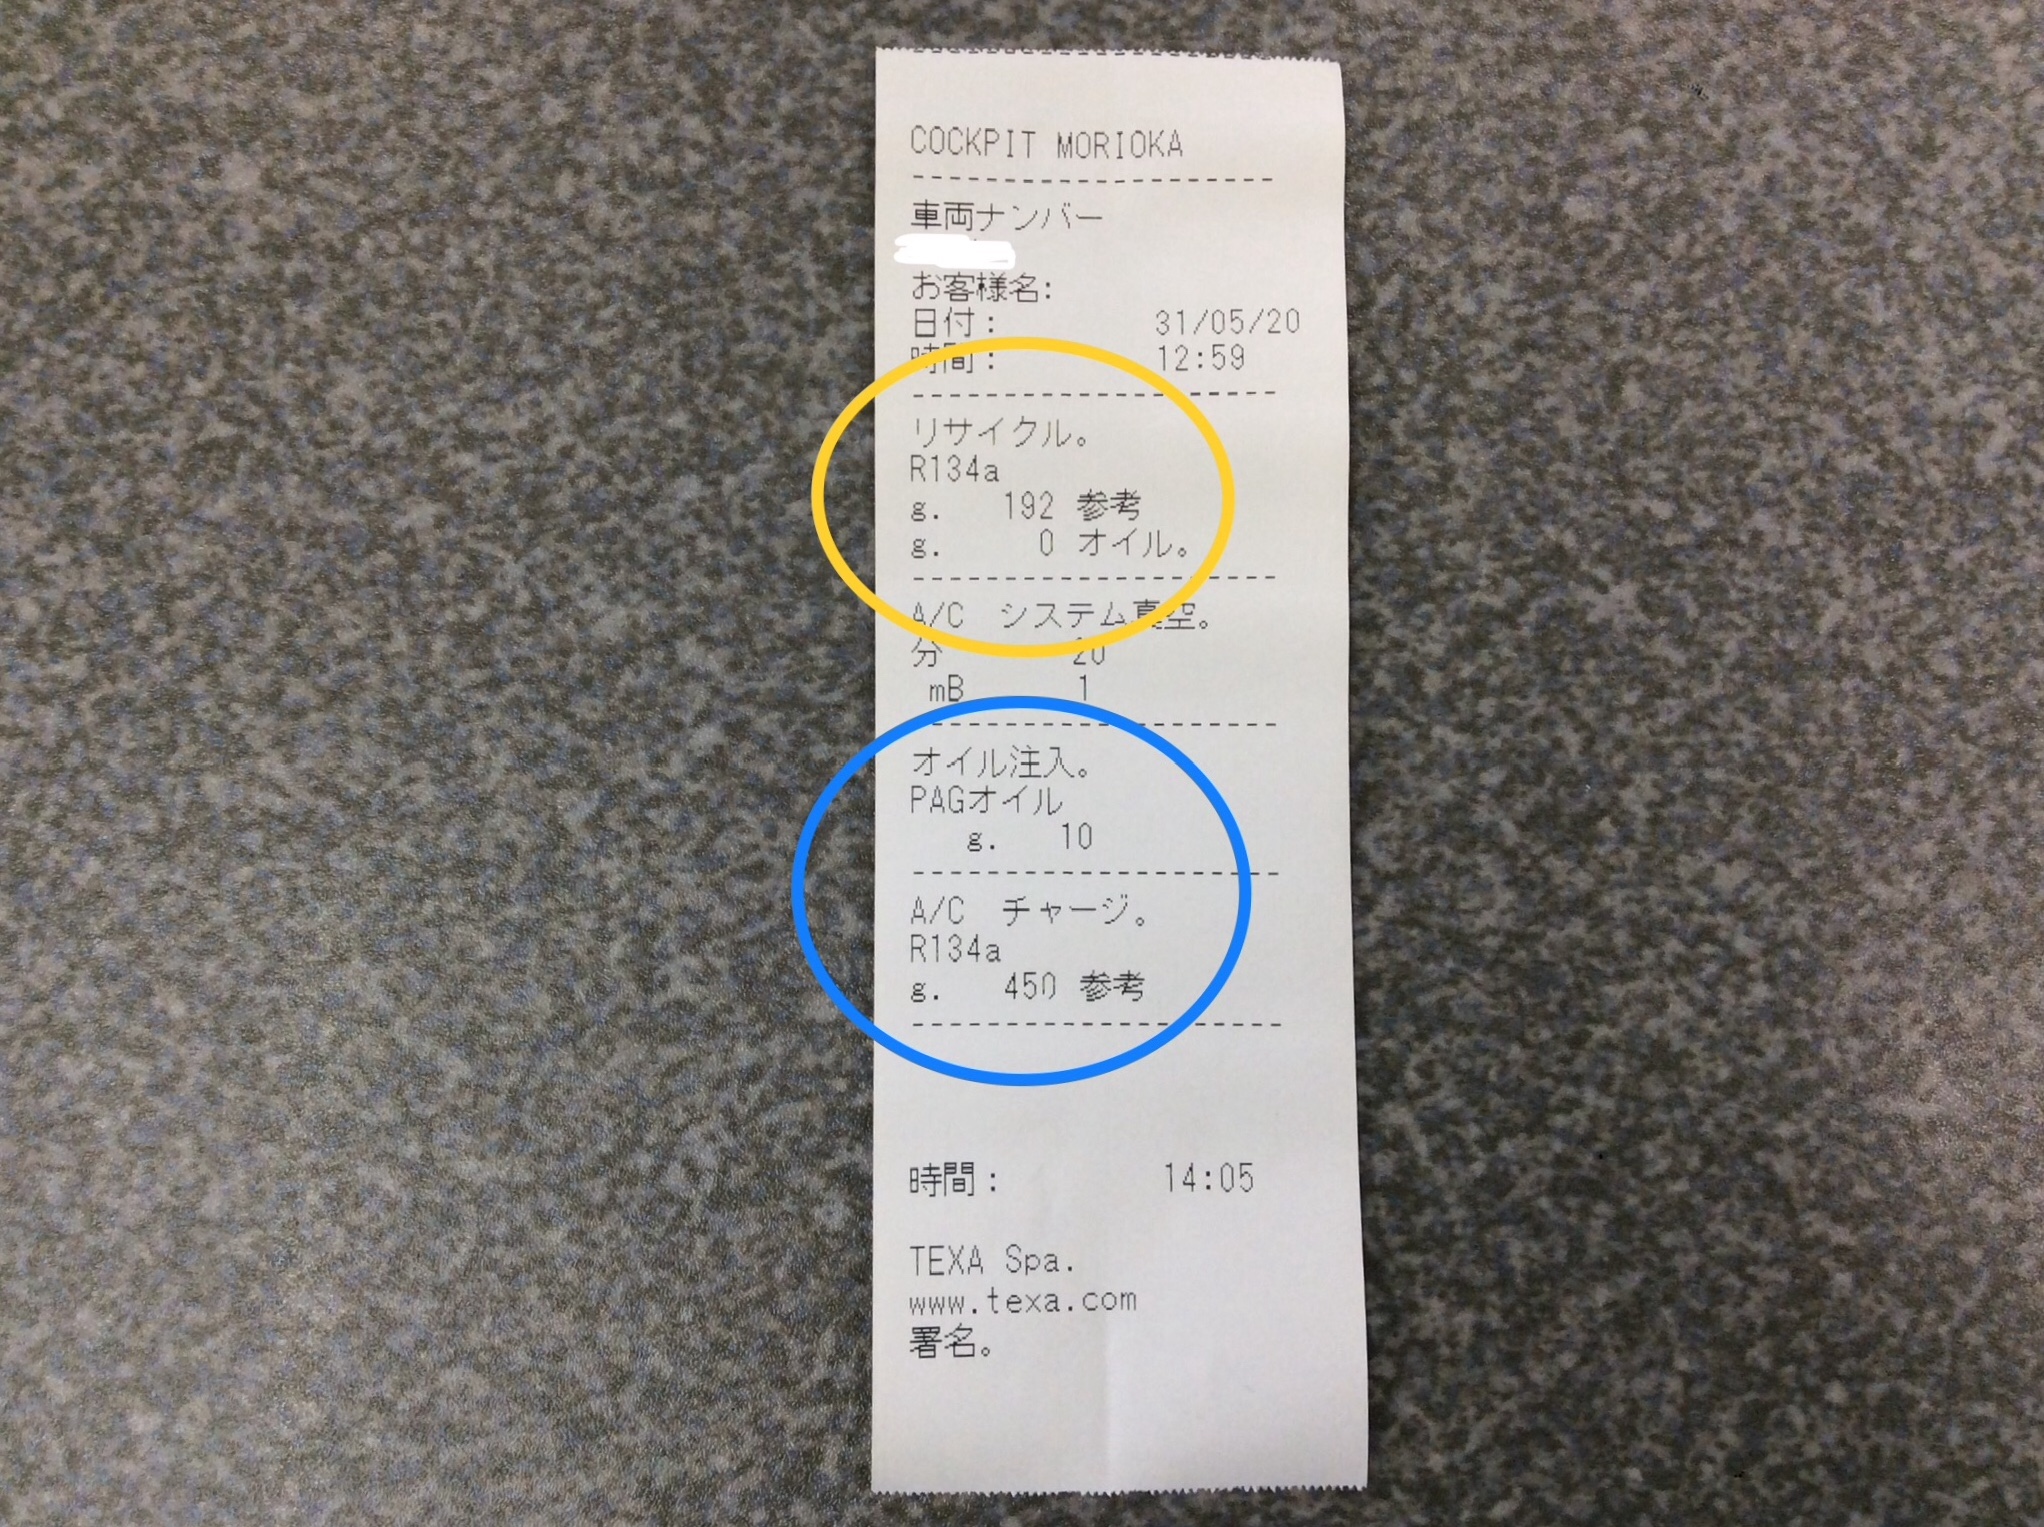 COCKPIT MORIOKA
車両ナンバー
お客様名:
日付: 31/05/20
時間: 12:59
リサイクル。
R134a
g. 192 参考
g. 0 オイル。
A/C システム真空。
分 20
mB 1
オイル注入。
PAGオイル
g. 10
A/C チャージ。
R134a
g. 450 参考
時間: 14:05
TEXA Spa.
www.texa.com
署名。